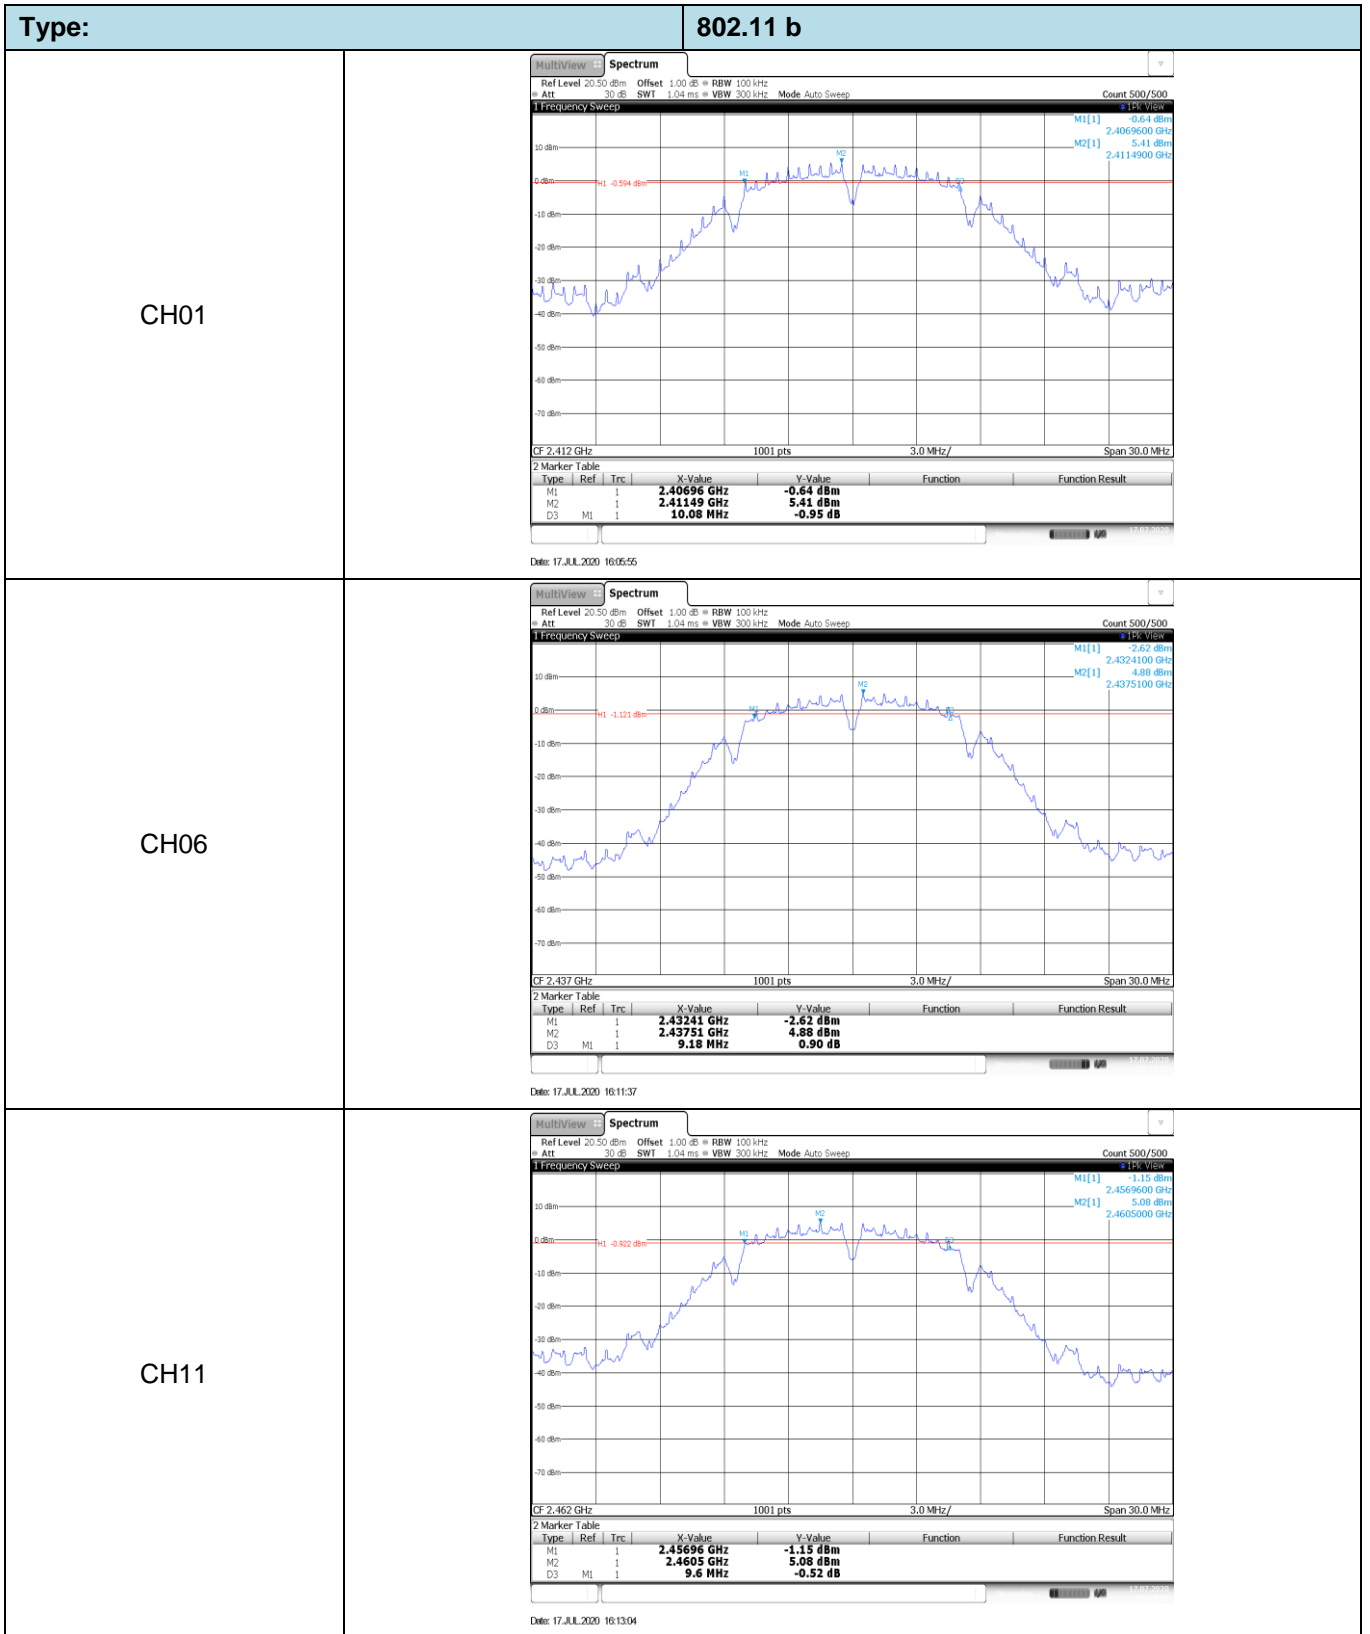 Type: 802.11 b
CH01
MultiView Spectrum
Ref Level 20.50 dBm Offset 1.00 dB RBW 100 kHz
Att 30 dB SWT 1.04 ms VBW 300 kHz Mode Auto Sweep Count 500/500
1 Frequency Sweep 1Pk View
M1[1] -0.64 dBm
2.4069600 GHz
M2[1] 5.41 dBm
2.4114900 GHz
10 dBm
M2
M1
0 dBm
H1 -0.594 dBm
-10 dBm
-20 dBm
-30 dBm
-40 dBm
-50 dBm
-60 dBm
-70 dBm
CF 2.412 GHz 1001 pts 3.0 MHz/ Span 30.0 MHz
2 Marker Table
Type Ref Trc X-Value Y-Value Function Function Result
M1 1 2.40696 GHz -0.64 dBm
M2 1 2.41149 GHz 5.41 dBm
D3 M1 1 10.08 MHz -0.95 dB
17.07.2020
Date: 17.JUL.2020 16:05:55
CH06
MultiView Spectrum
Ref Level 20.50 dBm Offset 1.00 dB RBW 100 kHz
Att 30 dB SWT 1.04 ms VBW 300 kHz Mode Auto Sweep Count 500/500
1 Frequency Sweep 1Pk View
M1[1] -2.62 dBm
2.4324100 GHz
M2[1] 4.88 dBm
2.4375100 GHz
10 dBm
M2
M1
0 dBm
H1 -1.121 dBm
-10 dBm
-20 dBm
-30 dBm
-40 dBm
-50 dBm
-60 dBm
-70 dBm
CF 2.437 GHz 1001 pts 3.0 MHz/ Span 30.0 MHz
2 Marker Table
Type Ref Trc X-Value Y-Value Function Function Result
M1 1 2.43241 GHz -2.62 dBm
M2 1 2.43751 GHz 4.88 dBm
D3 M1 1 9.18 MHz 0.90 dB
17.07.2020
Date: 17.JUL.2020 16:11:37
CH11
MultiView Spectrum
Ref Level 20.50 dBm Offset 1.00 dB RBW 100 kHz
Att 30 dB SWT 1.04 ms VBW 300 kHz Mode Auto Sweep Count 500/500
1 Frequency Sweep 1Pk View
M1[1] -1.15 dBm
2.4569600 GHz
M2[1] 5.08 dBm
2.4605000 GHz
10 dBm
M2
M1
0 dBm
H1 -0.922 dBm
-10 dBm
-20 dBm
-30 dBm
-40 dBm
-50 dBm
-60 dBm
-70 dBm
CF 2.462 GHz 1001 pts 3.0 MHz/ Span 30.0 MHz
2 Marker Table
Type Ref Trc X-Value Y-Value Function Function Result
M1 1 2.45696 GHz -1.15 dBm
M2 1 2.4605 GHz 5.08 dBm
D3 M1 1 9.6 MHz -0.52 dB
17.07.2020
Date: 17.JUL.2020 16:13:04